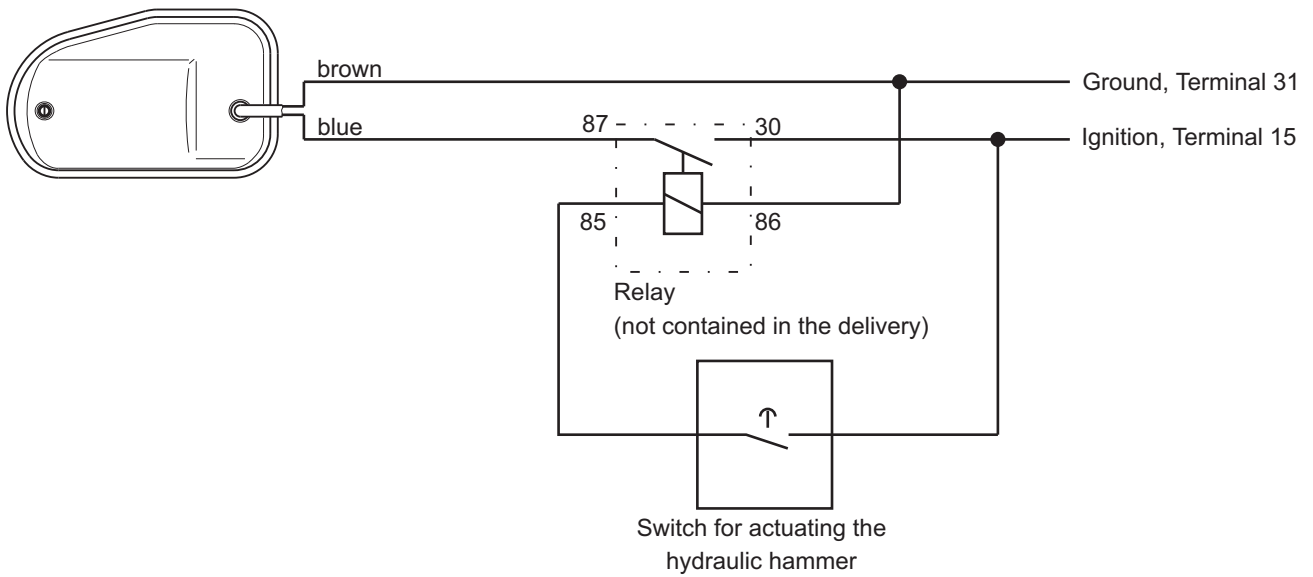 brown
Ground, Terminal 31
blue
87
30
Ignition, Terminal 15
85
86
Relay
(not contained in the delivery)
Switch for actuating the
hydraulic hammer